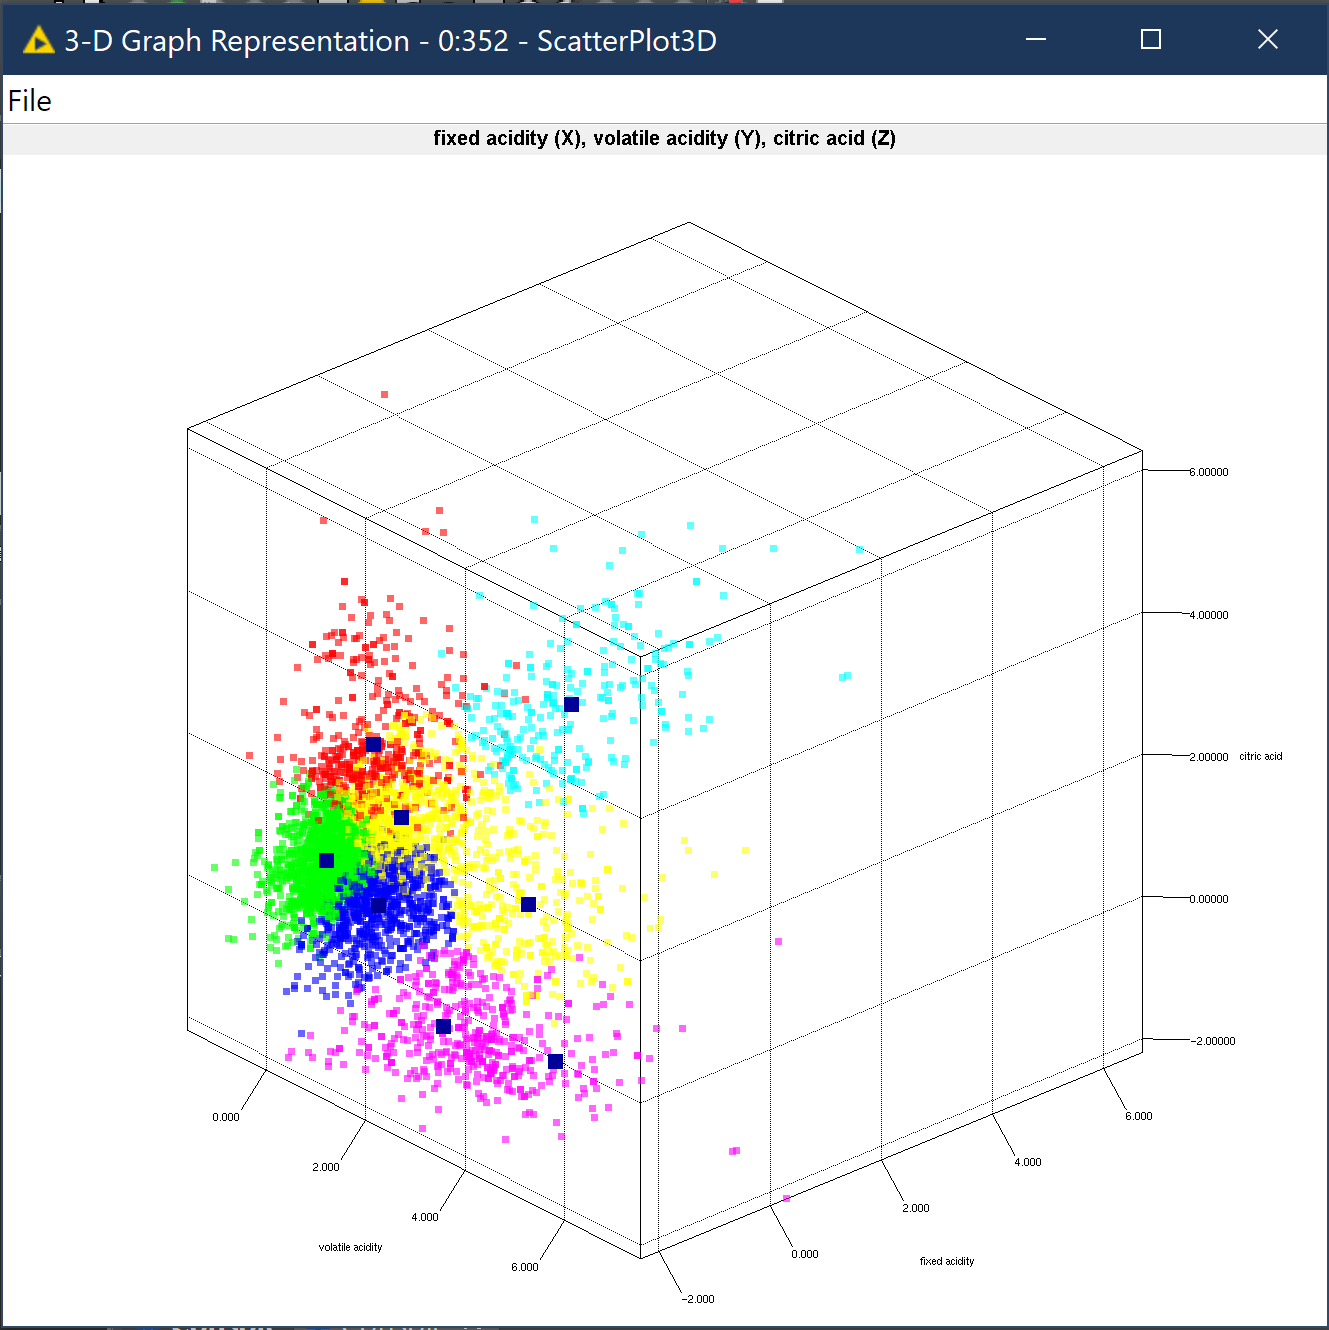 3-D Graph Representation - 0:352 - ScatterPlot3D
File
fixed acidity (X), volatile acidity (Y), citric acid (Z)
6.00000
4.00000
2.00000 citric acid
0.00000
-2.00000
0.000
2.000
4.000
6.000
volatile acidity
6.000
4.000
2.000
0.000
-2.000
fixed acidity